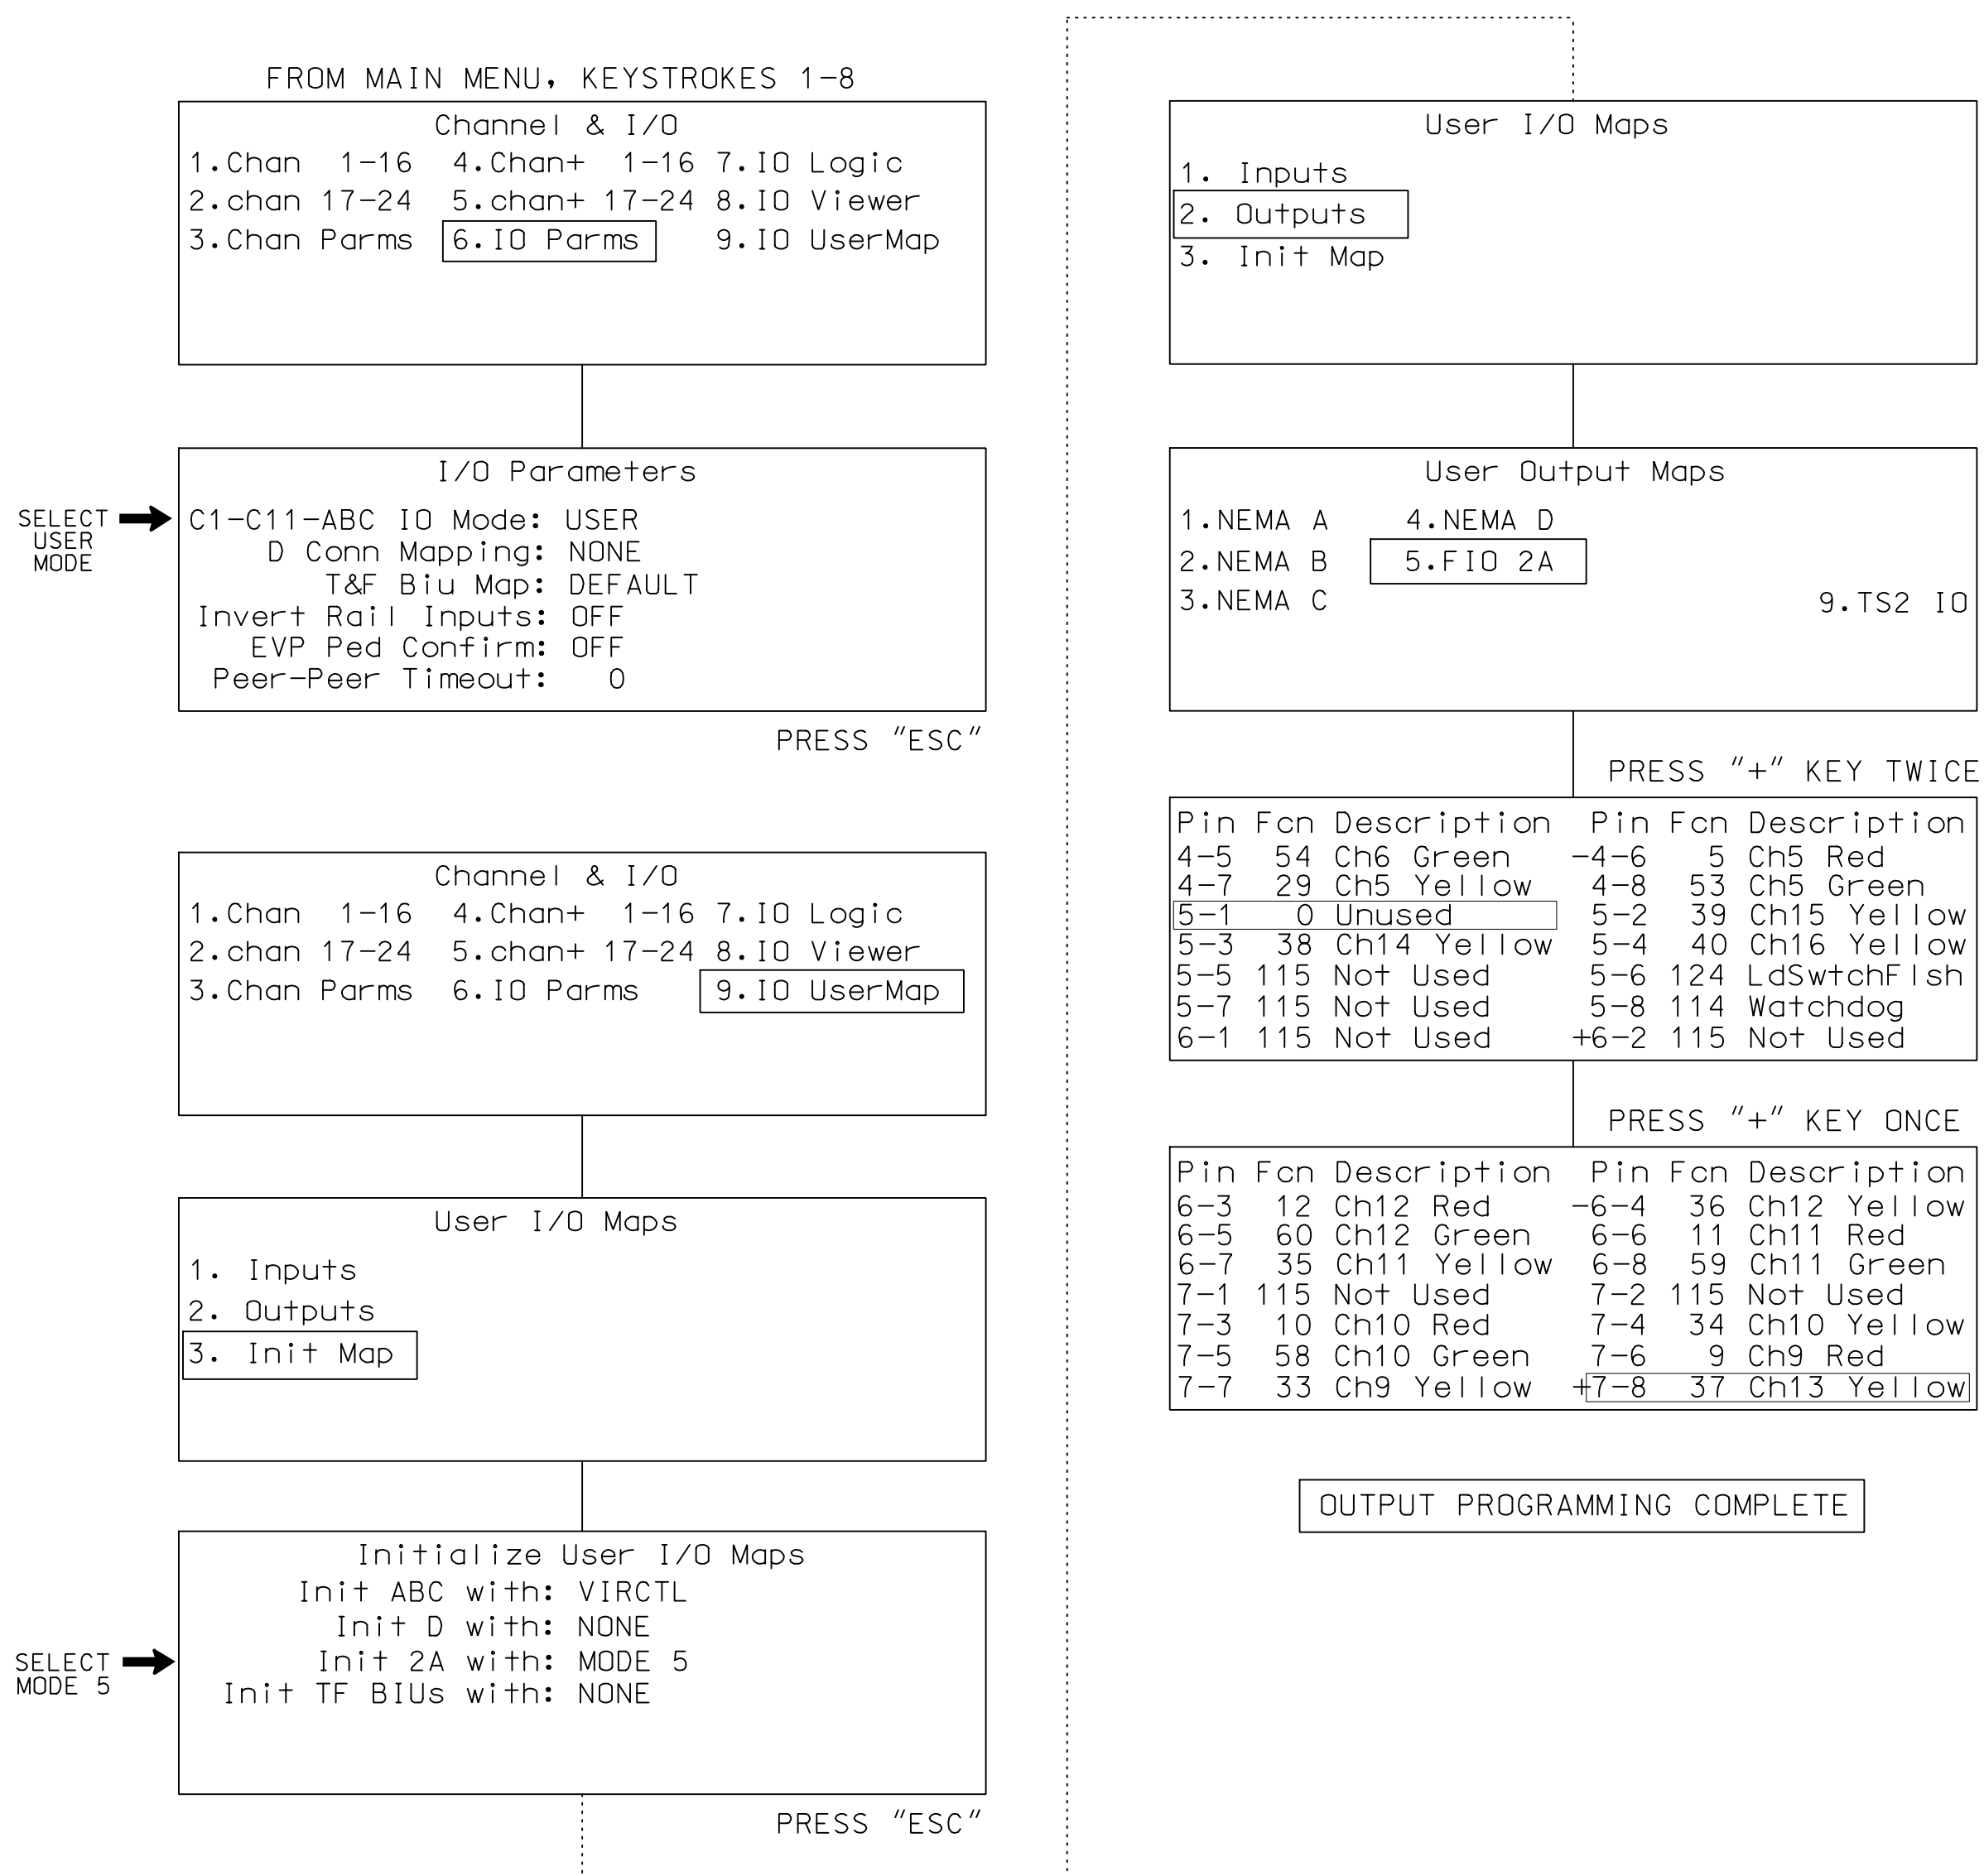 FROM MAIN MENU, KEYSTROKES 1-8
Channel & I/O
1.Chan 1-16 4.Chan+ 1-16 7.IO Logic
2.chan 17-24 5.chan+ 17-24 8.IO Viewer
3.Chan Parms 6.IO Parms 9.IO UserMap
I/O Parameters
SELECT
USER
MODE
C1-C11-ABC IO Mode: USER
D Conn Mapping: NONE
T&F Biu Map: DEFAULT
Invert Rail Inputs: OFF
EVP Ped Confirm: OFF
Peer-Peer Timeout: 0
PRESS "ESC"
Channel & I/O
1.Chan 1-16 4.Chan+ 1-16 7.IO Logic
2.chan 17-24 5.chan+ 17-24 8.IO Viewer
3.Chan Parms 6.IO Parms 9.IO UserMap
User I/O Maps
1. Inputs
2. Outputs
3. Init Map
Initialize User I/O Maps
Init ABC with: VIRCTL
Init D with: NONE
Init 2A with: MODE 5
Init TF BIUs with: NONE
SELECT
MODE 5
PRESS "ESC"
User I/O Maps
1. Inputs
2. Outputs
3. Init Map
User Output Maps
1.NEMA A 4.NEMA D
2.NEMA B 5.FIO 2A
3.NEMA C 9.TS2 IO
PRESS "+" KEY TWICE
Pin Fcn Description Pin Fcn Description
4-5 54 Ch6 Green -4-6 5 Ch5 Red
4-7 29 Ch5 Yellow 4-8 53 Ch5 Green
5-1 0 Unused 5-2 39 Ch15 Yellow
5-3 38 Ch14 Yellow 5-4 40 Ch16 Yellow
5-5 115 Not Used 5-6 124 LdSwtchFlsh
5-7 115 Not Used 5-8 114 Watchdog
6-1 115 Not Used +6-2 115 Not Used
PRESS "+" KEY ONCE
Pin Fcn Description Pin Fcn Description
6-3 12 Ch12 Red -6-4 36 Ch12 Yellow
6-5 60 Ch12 Green 6-6 11 Ch11 Red
6-7 35 Ch11 Yellow 6-8 59 Ch11 Green
7-1 115 Not Used 7-2 115 Not Used
7-3 10 Ch10 Red 7-4 34 Ch10 Yellow
7-5 58 Ch10 Green 7-6 9 Ch9 Red
7-7 33 Ch9 Yellow +7-8 37 Ch13 Yellow
OUTPUT PROGRAMMING COMPLETE